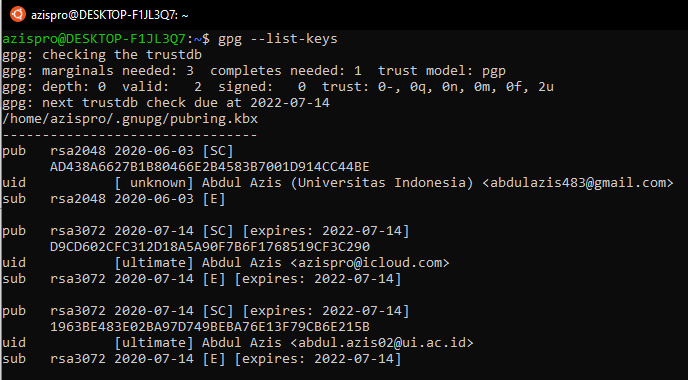 azispro@DESKTOP-F1JL3Q7: ~
azispro@DESKTOP-F1JL3Q7:~$ gpg --list-keys
gpg: checking the trustdb
gpg: marginals needed: 3  completes needed: 1  trust model: pgp
gpg: depth: 0  valid:   2  signed:   0  trust: 0-, 0q, 0n, 0m, 0f, 2u
gpg: next trustdb check due at 2022-07-14
/home/azispro/.gnupg/pubring.kbx
--------------------------------
pub   rsa2048 2020-06-03 [SC]
      AD438A6627B1B80466E2B4583B7001D914CC44BE
uid           [ unknown] Abdul Azis (Universitas Indonesia) <abdulazis483@gmail.com>
sub   rsa2048 2020-06-03 [E]

pub   rsa3072 2020-07-14 [SC] [expires: 2022-07-14]
      D9CD602CFC312D18A5A90F7B6F1768519CF3C290
uid           [ultimate] Abdul Azis <azispro@icloud.com>
sub   rsa3072 2020-07-14 [E] [expires: 2022-07-14]

pub   rsa3072 2020-07-14 [SC] [expires: 2022-07-14]
      1963BE483E02BA97D749BEBA76E13F79CB6E215B
uid           [ultimate] Abdul Azis <abdul.azis02@ui.ac.id>
sub   rsa3072 2020-07-14 [E] [expires: 2022-07-14]